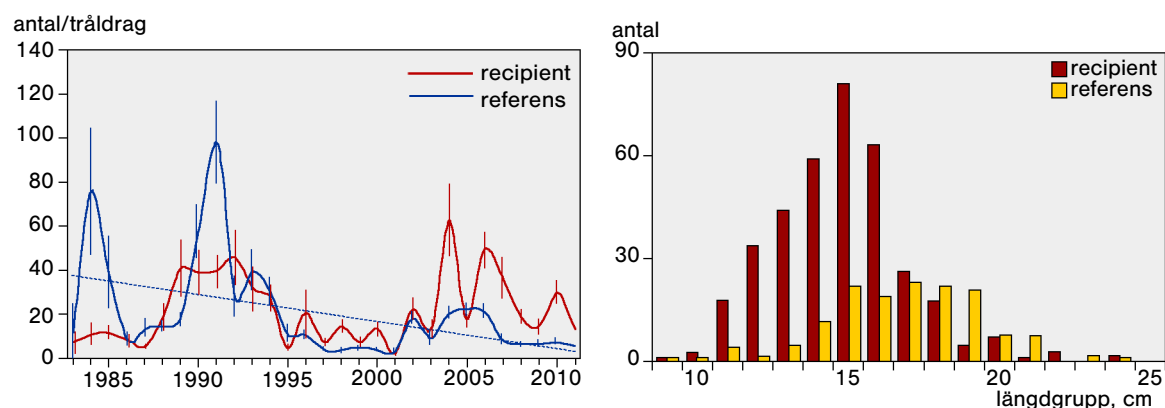 antal/tråldrag
140
120
100
80
60
40
20
0
recipient
referens
1985 1990 1995 2000 2005 2010
antal
90
60
30
0
recipient
referens
10 15 20 25
längdgrupp, cm